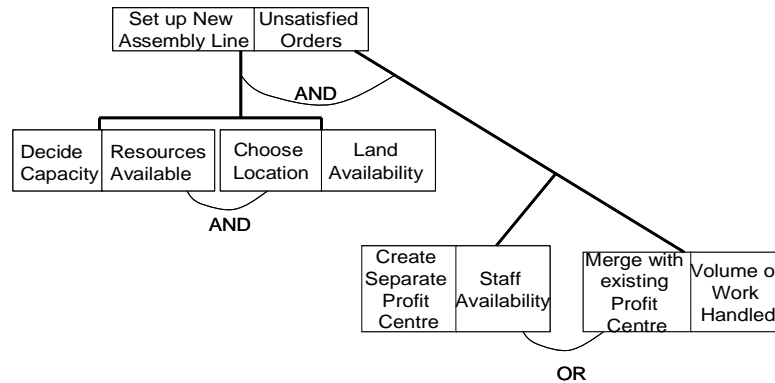 Set up New
Assembly Line
Unsatisfied
Orders
AND
Decide
Capacity
Resources
Available
Choose
Location
Land
Availability
AND
Create
Separate
Profit
Centre
Staff
Availability
Merge with
existing
Profit
Centre
Volume o
Work
Handled
OR